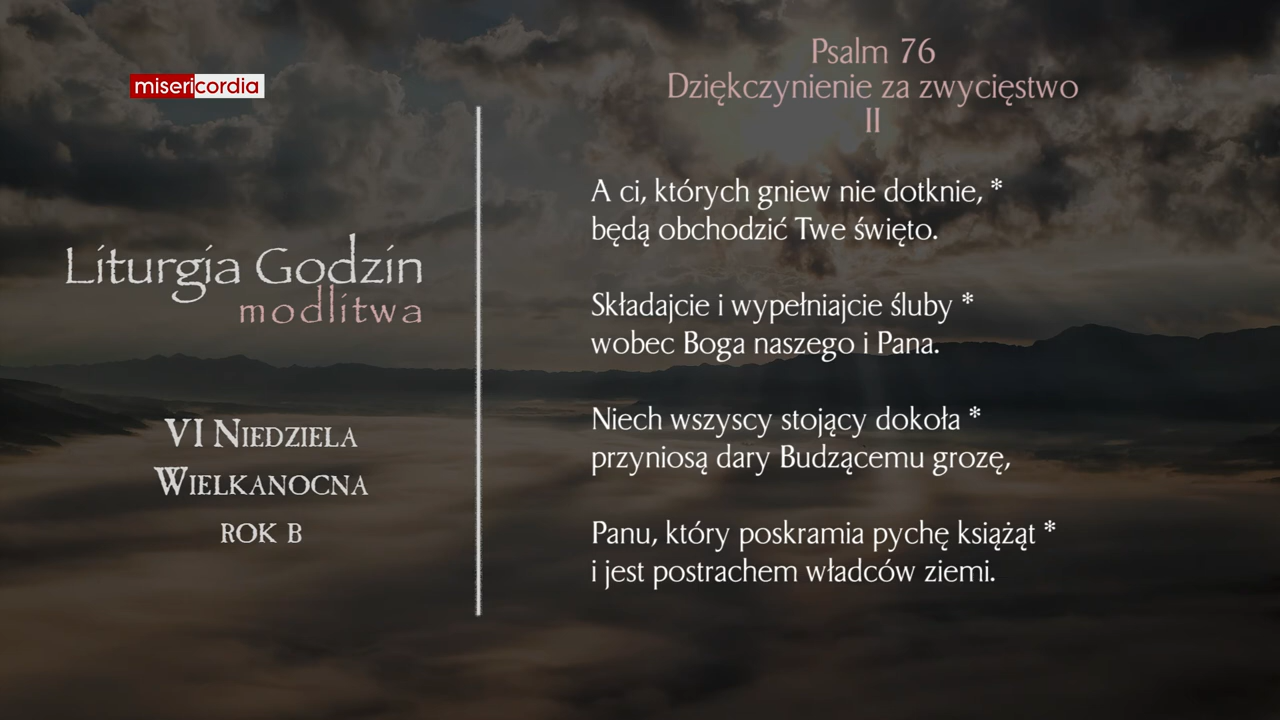 misericordia
Liturgia Godzin
modlitwa
VI Niedziela
Wielkanocna
rok B
Psalm 76
Dziękczynienie za zwycięstwo
II
A ci, których gniew nie dotknie, *
będą obchodzić Twe święto.
Składajcie i wypełniajcie śluby *
wobec Boga naszego i Pana.
Niech wszyscy stojący dokoła *
przyniosą dary Budzącemu grozę,
Panu, który poskramia pychę książąt *
i jest postrachem władców ziemi.